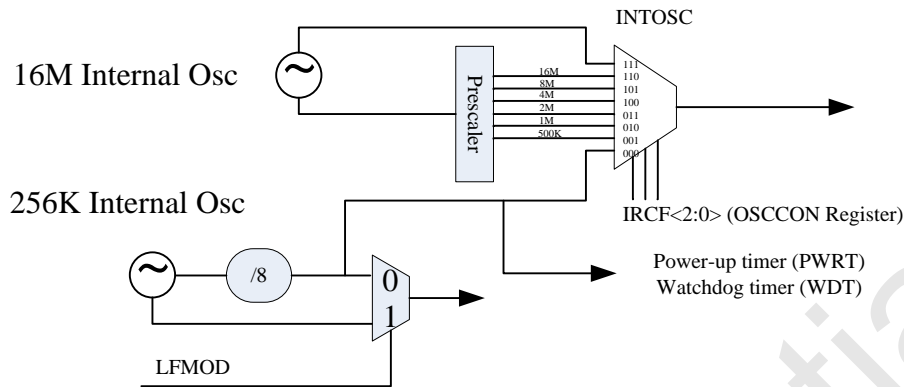 INTOSC
16M Internal Osc
Prescaler
16M
8M
4M
2M
1M
500K
111
110
101
100
011
010
001
000
IRCF<2:0> (OSCCON Register)
256K Internal Osc
/8
0
1
LFMOD
Power-up timer (PWRT)
Watchdog timer (WDT)